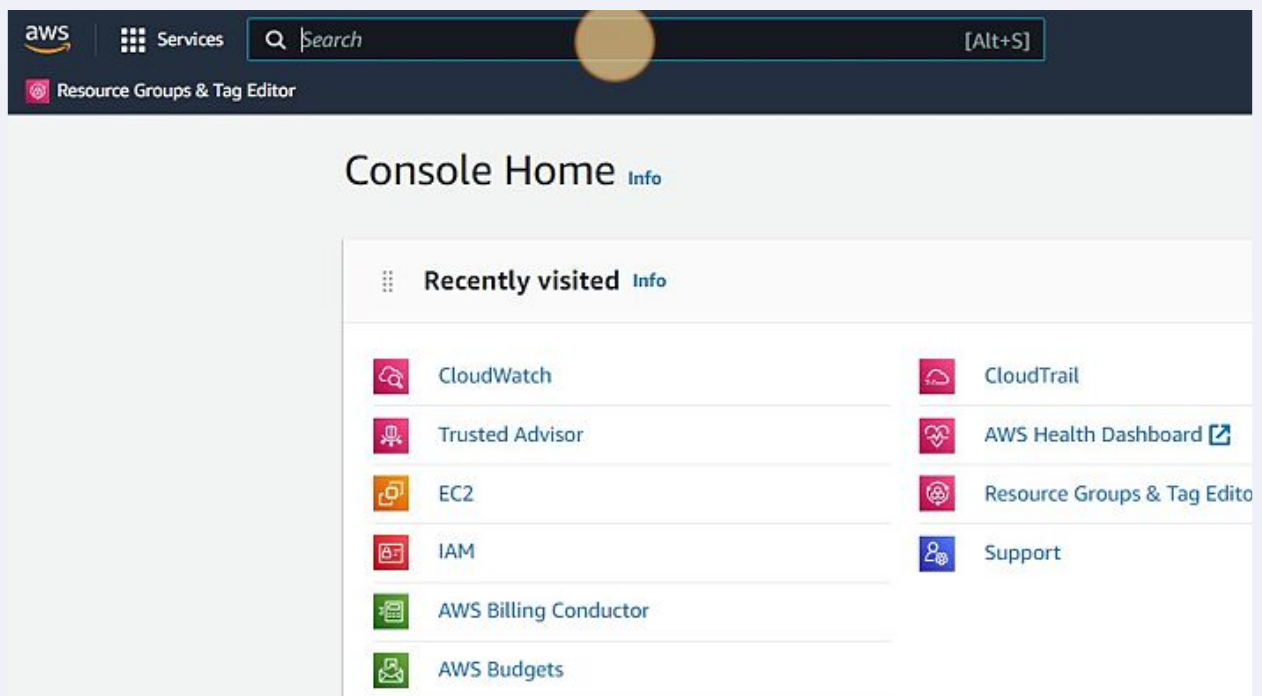 aws Services Search [Alt+S]
Resource Groups & Tag Editor
Console Home Info
Recently visited Info
CloudWatch
CloudTrail
Trusted Advisor
AWS Health Dashboard
EC2
Resource Groups & Tag Edito
IAM
Support
AWS Billing Conductor
AWS Budgets